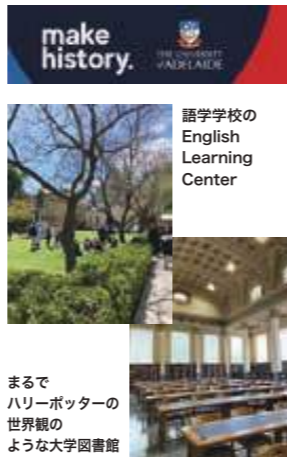 make
history.
THE UNIVERSITY
of ADELAIDE
語学学校の
English
Learning
Center
まるで
ハリーポッターの
世界観の
ような大学図書館